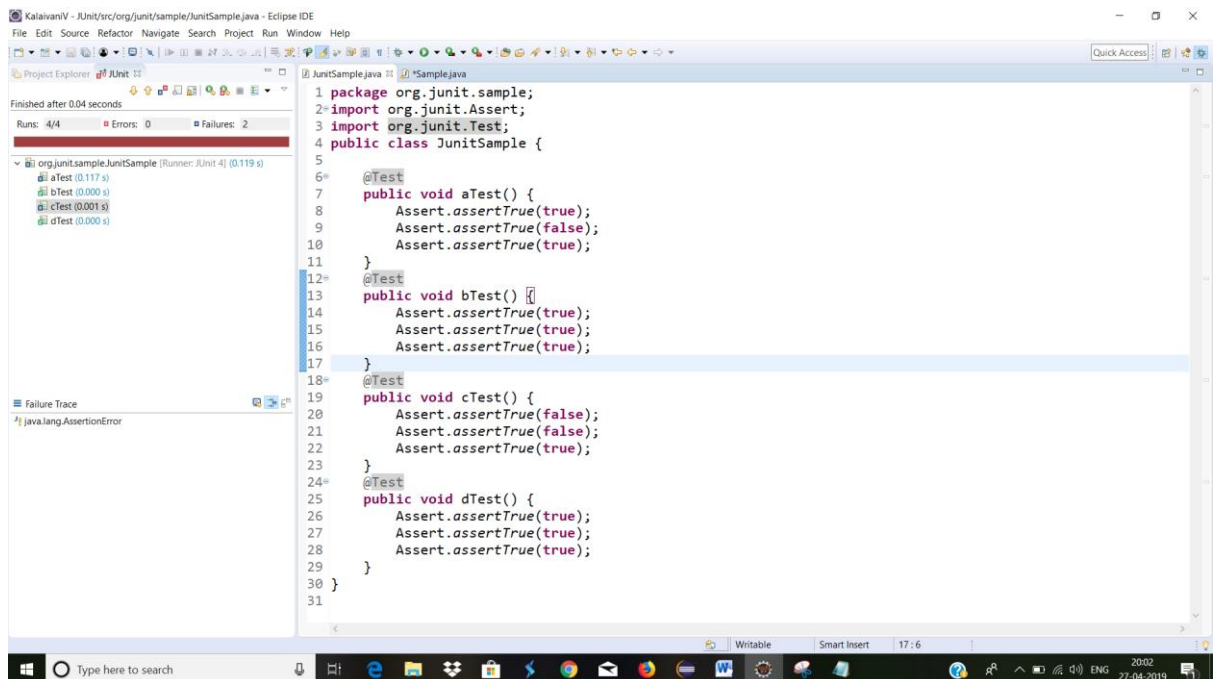 KalaivaniV - JUnit/src/org/junit/sample/JunitSample.java - Eclipse IDE
File Edit Source Refactor Navigate Search Project Run Window Help
Quick Access
Project Explorer JUnit
JunitSample.java *Sample.java
Finished after 0.04 seconds
Runs: 4/4 Errors: 0 Failures: 2
org.junit.sample.JunitSample [Runner: JUnit 4] (0.119 s)
aTest (0.117 s)
bTest (0.000 s)
cTest (0.001 s)
dTest (0.000 s)
Failure Trace
java.lang.AssertionError
1 package org.junit.sample;
2 import org.junit.Assert;
3 import org.junit.Test;
4 public class JunitSample {
5
6 @Test
7 public void aTest() {
8 Assert.assertTrue(true);
9 Assert.assertTrue(false);
10 Assert.assertTrue(true);
11 }
12 @Test
13 public void bTest() {
14 Assert.assertTrue(true);
15 Assert.assertTrue(true);
16 Assert.assertTrue(true);
17 }
18 @Test
19 public void cTest() {
20 Assert.assertTrue(false);
21 Assert.assertTrue(false);
22 Assert.assertTrue(true);
23 }
24 @Test
25 public void dTest() {
26 Assert.assertTrue(true);
27 Assert.assertTrue(true);
28 Assert.assertTrue(true);
29 }
30 }
31
Writable Smart Insert 17:6
Type here to search
ENG
20:02
27-04-2019